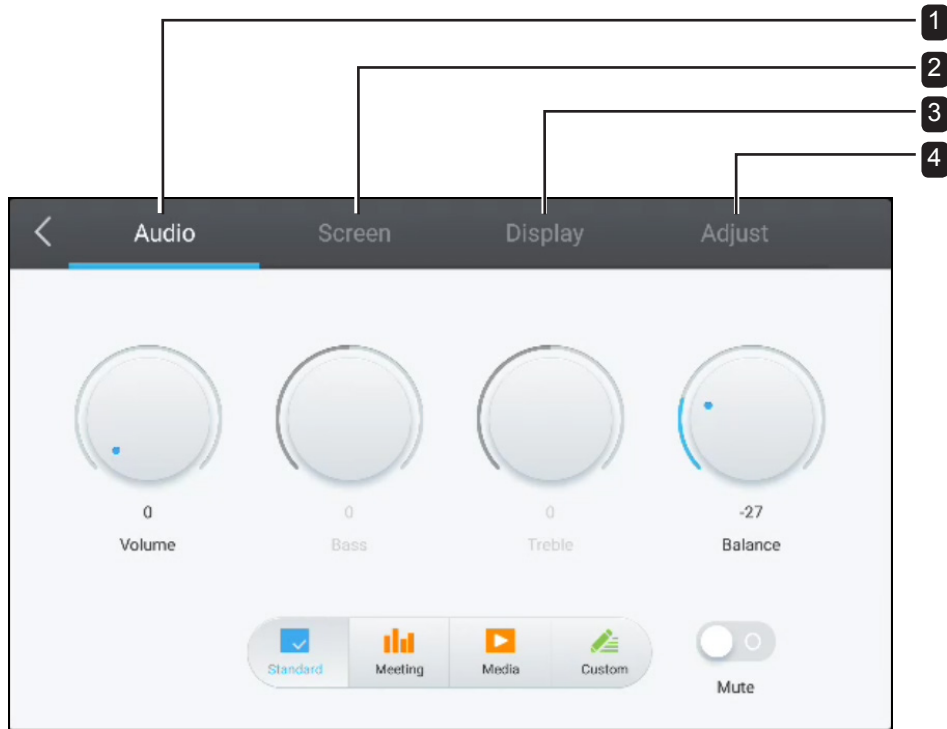 1
2
3
4
Audio Screen Display Adjust
0 0 0 -27
Volume Bass Treble Balance
Standard Meeting Media Custom
Mute